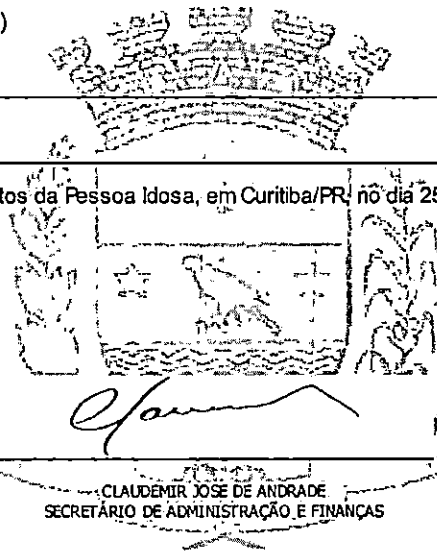 )
tos da Pessoa Idosa, em Curitiba/PR, no dia 25
CLAUDEMIR JOSE DE ANDRADE
SECRETÁRIO DE ADMINISTRAÇÃO E FINANÇAS